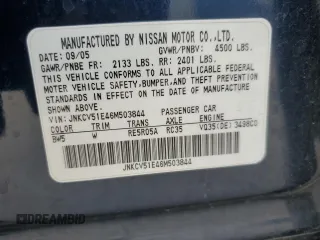 MANUFACTURED BY NISSAN MOTOR CO.,LTD.
DATE: 09/05 GVWR/PNBV: 4500 LBS.
GAWR/PNBE FR: 2133 LBS. RR: 2401 LBS.
THIS VEHICLE CONFORMS TO ALL APPLICABLE FEDERAL
MOTOR VEHICLE SAFETY, BUMPER, AND THEFT
PREVENTION STANDARDS IN EFFECT ON THE DATE OF MANUFACTURE
SHOWN ABOVE.
VIN: JNKCV51E46M503844 PASSENGER CAR
COLOR TRIM TRANS AXLE ENGINE
BW5 W RE5R05A RC35 VQ35(DE) 3498CC
JNKCV51E46M503844
DREAMBID